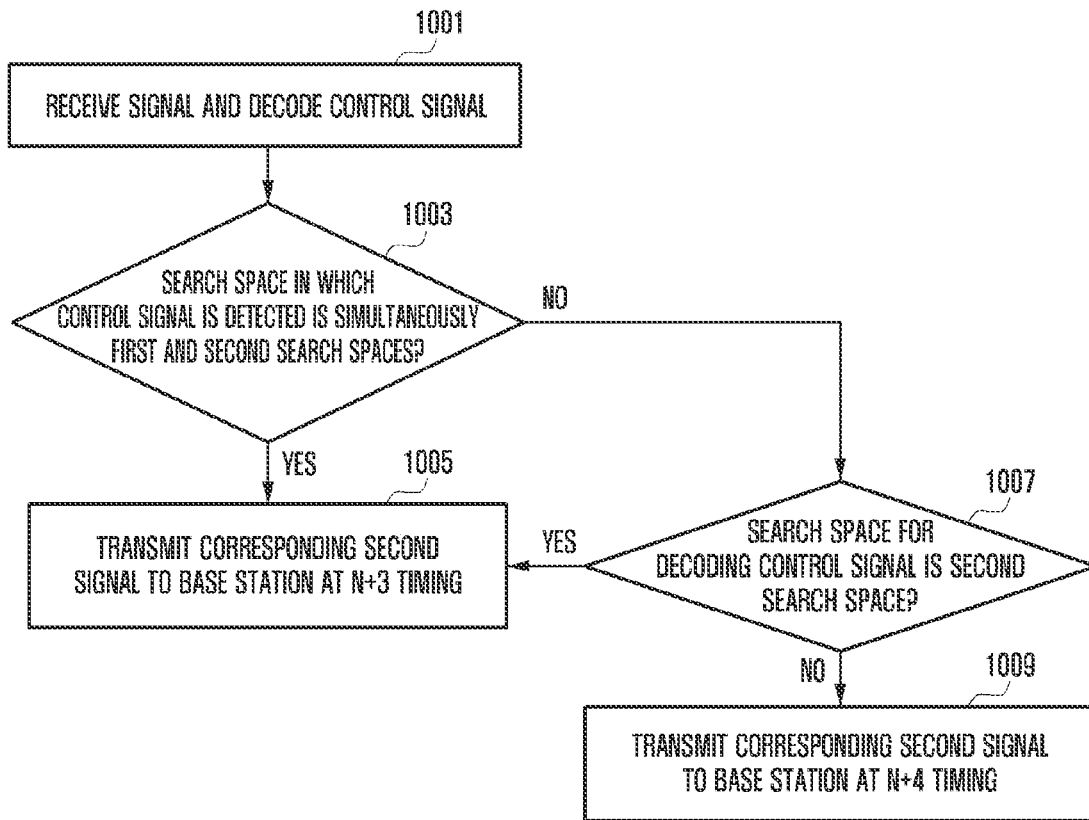 1001
RECEIVE SIGNAL AND DECODE CONTROL SIGNAL
1003
SEARCH SPACE IN WHICH
CONTROL SIGNAL IS DETECTED IS SIMULTANEOUSLY
FIRST AND SECOND SEARCH SPACES?
NO
YES
1005
TRANSMIT CORRESPONDING SECOND
SIGNAL TO BASE STATION AT N+3 TIMING
1007
YES
SEARCH SPACE FOR
DECODING CONTROL SIGNAL IS SECOND
SEARCH SPACE?
NO
1009
TRANSMIT CORRESPONDING SECOND SIGNAL
TO BASE STATION AT N+4 TIMING